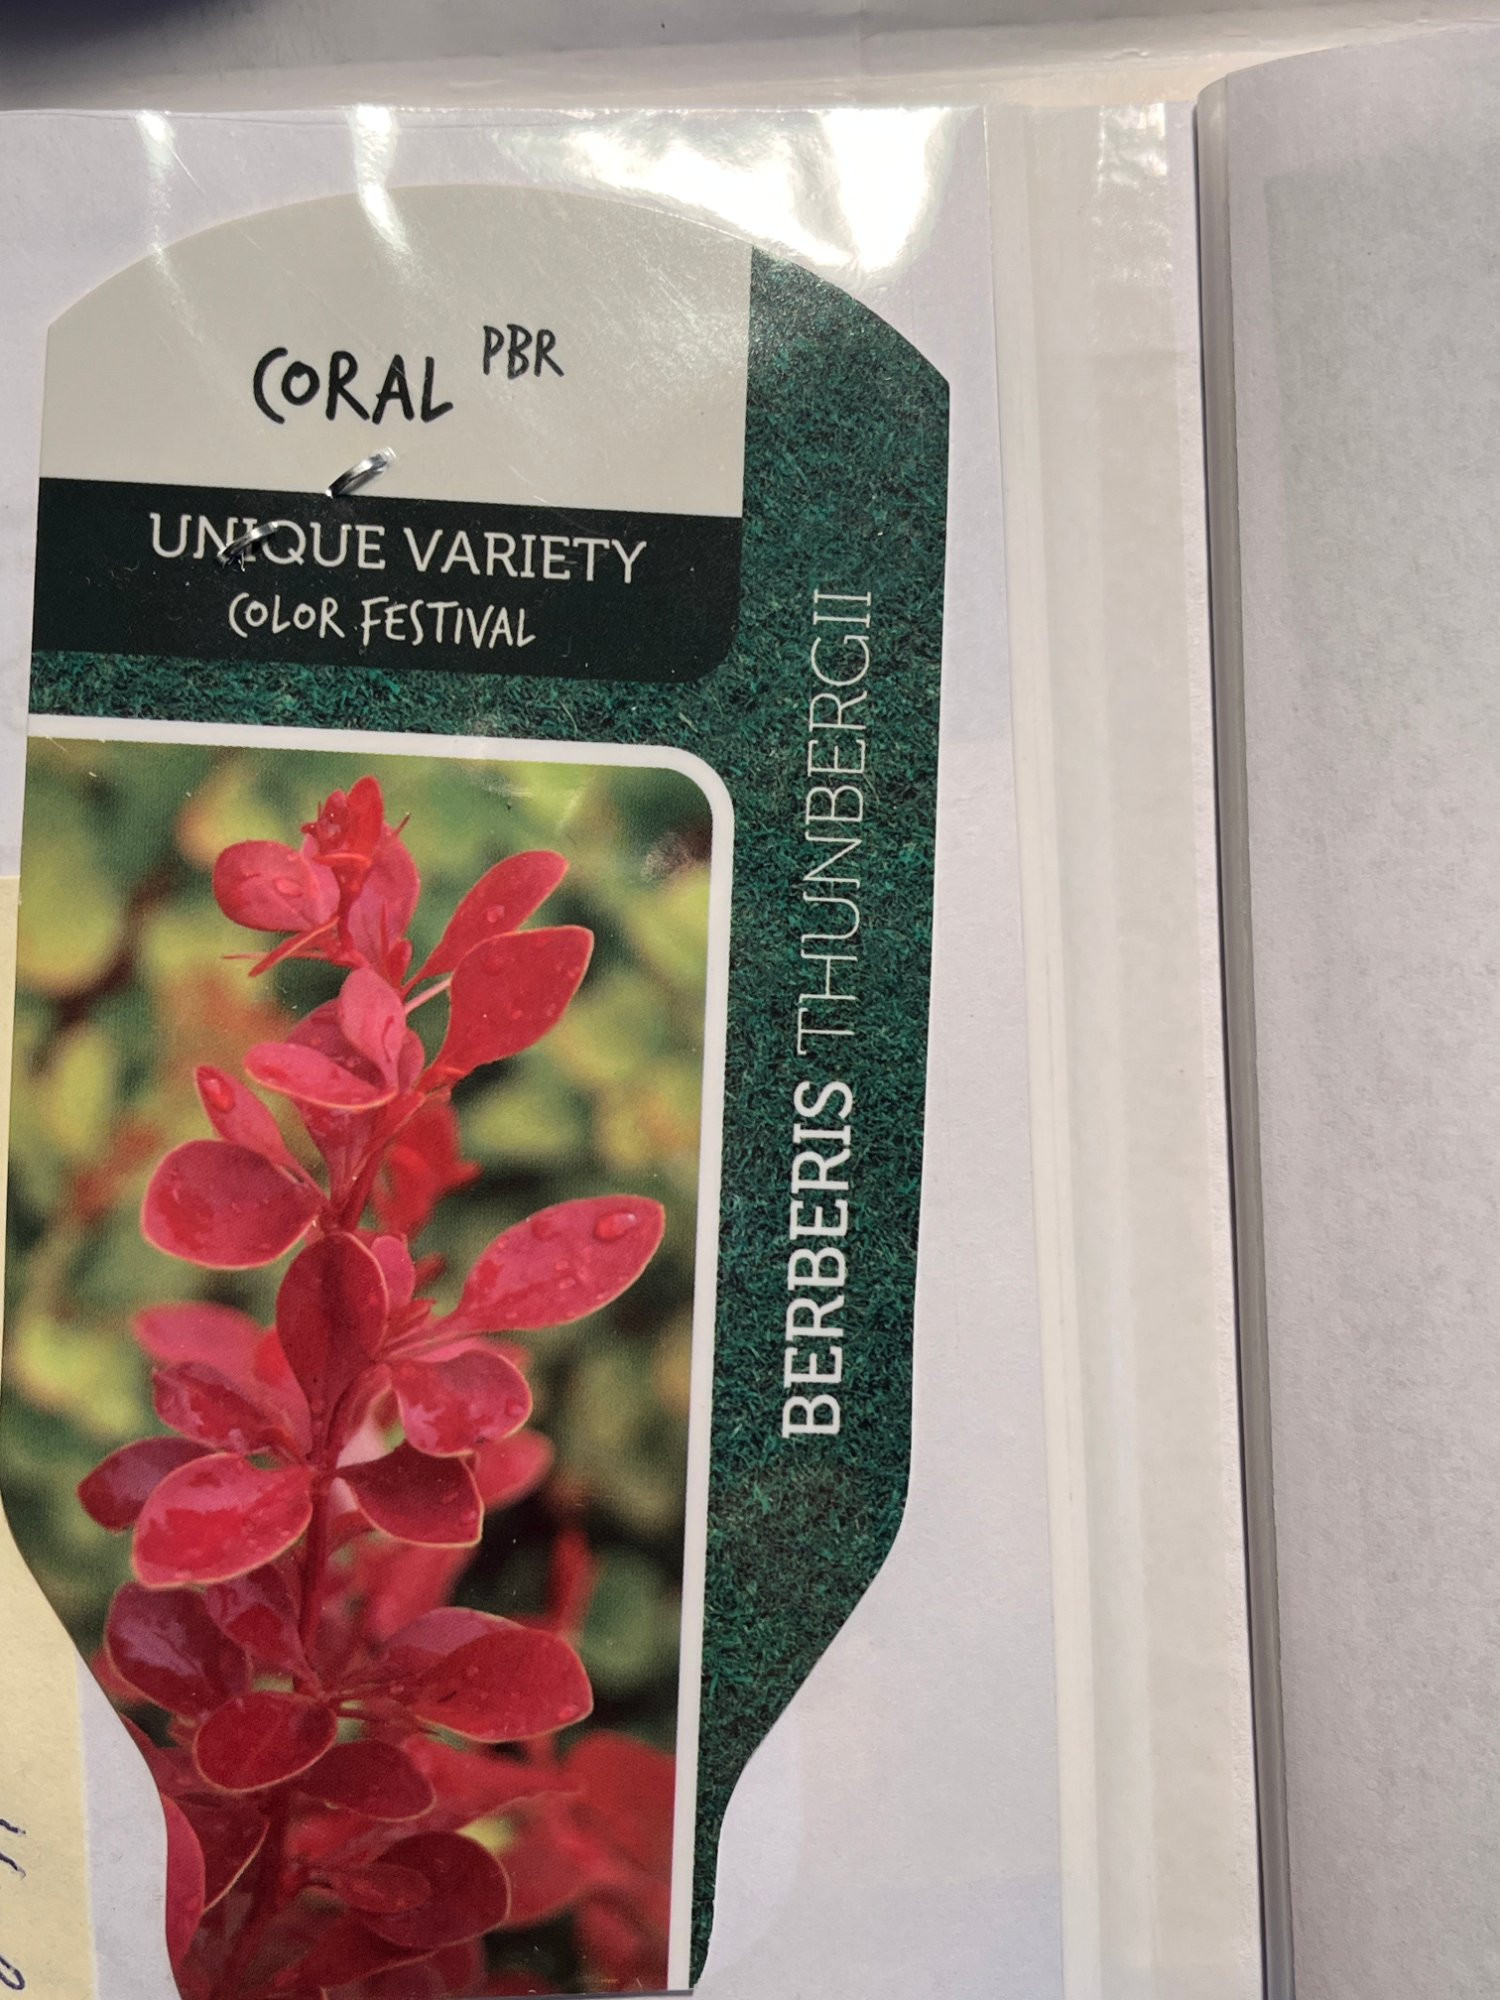 CORAL PBR
UNIQUE VARIETY
COLOR FESTIVAL
BERBERIS THUNBERGII